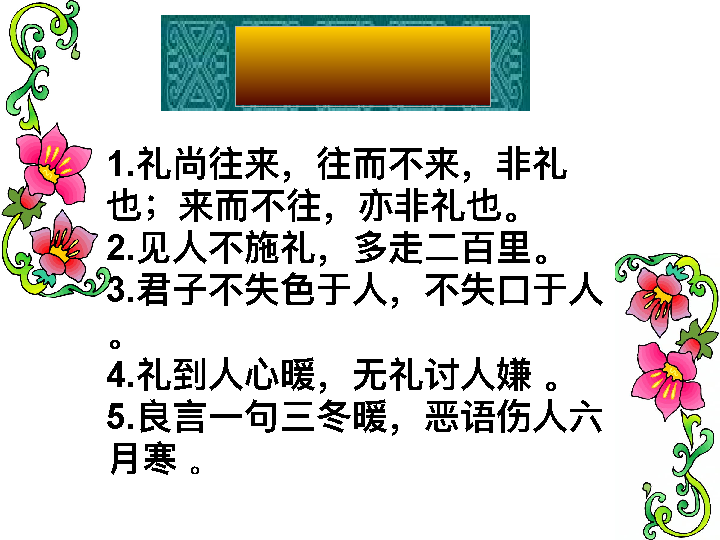 1.礼尚往来，往而不来，非礼
也；来而不往，亦非礼也。
2.见人不施礼，多走二百里。
3.君子不失色于人，不失口于人
。
4.礼到人心暖，无礼讨人嫌 。
5.良言一句三冬暖，恶语伤人六
月寒 。